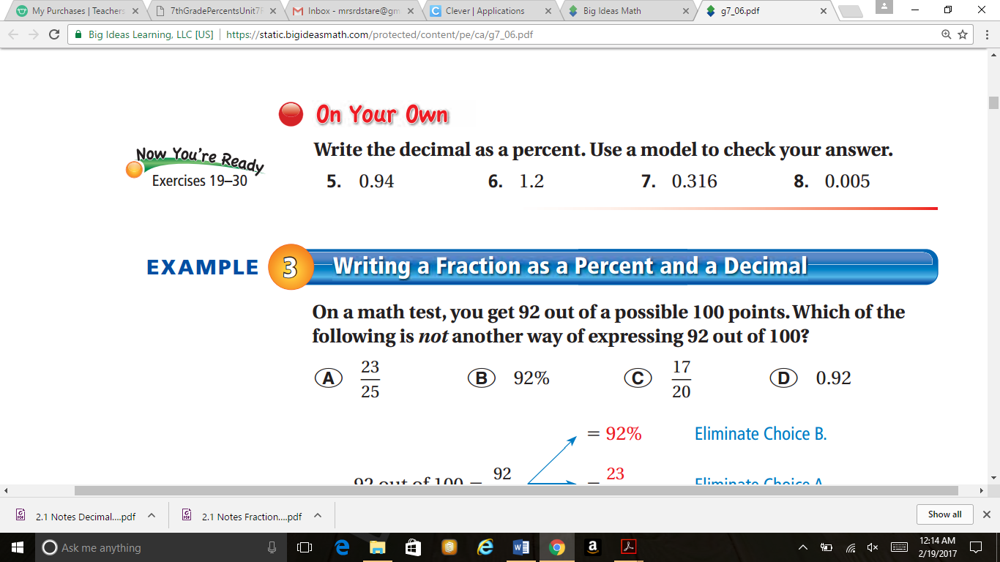 My Purchases | Teachers
7thGradePercentsUnit7
Inbox - mrsrdstare@gm
Clever | Applications
Big Ideas Math
g7_06.pdf
Big Ideas Learning, LLC [US] | https://static.bigideasmath.com/protected/content/pe/ca/g7_06.pdf
On Your Own
Now You're Ready
Exercises 19–30
Write the decimal as a percent. Use a model to check your answer.
5. 0.94 6. 1.2 7. 0.316 8. 0.005
EXAMPLE 3 Writing a Fraction as a Percent and a Decimal
On a math test, you get 92 out of a possible 100 points. Which of the
following is not another way of expressing 92 out of 100?
A 23/25 B 92% C 17/20 D 0.92
= 92% Eliminate Choice B.
92 out of 100 = 92 = 23 Eliminate Choice A
2.1 Notes Decimal....pdf
2.1 Notes Fraction....pdf
Show all
Ask me anything
12:14 AM
2/19/2017